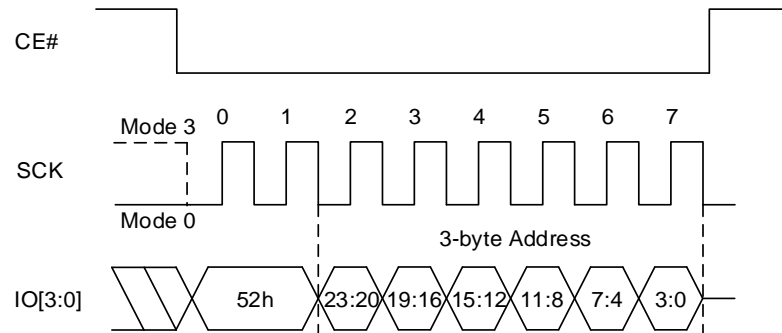 CE#
Mode 3 0 1 2 3 4 5 6 7
SCK
Mode 0
3-byte Address
IO[3:0] 52h 23:20 19:16 15:12 11:8 7:4 3:0